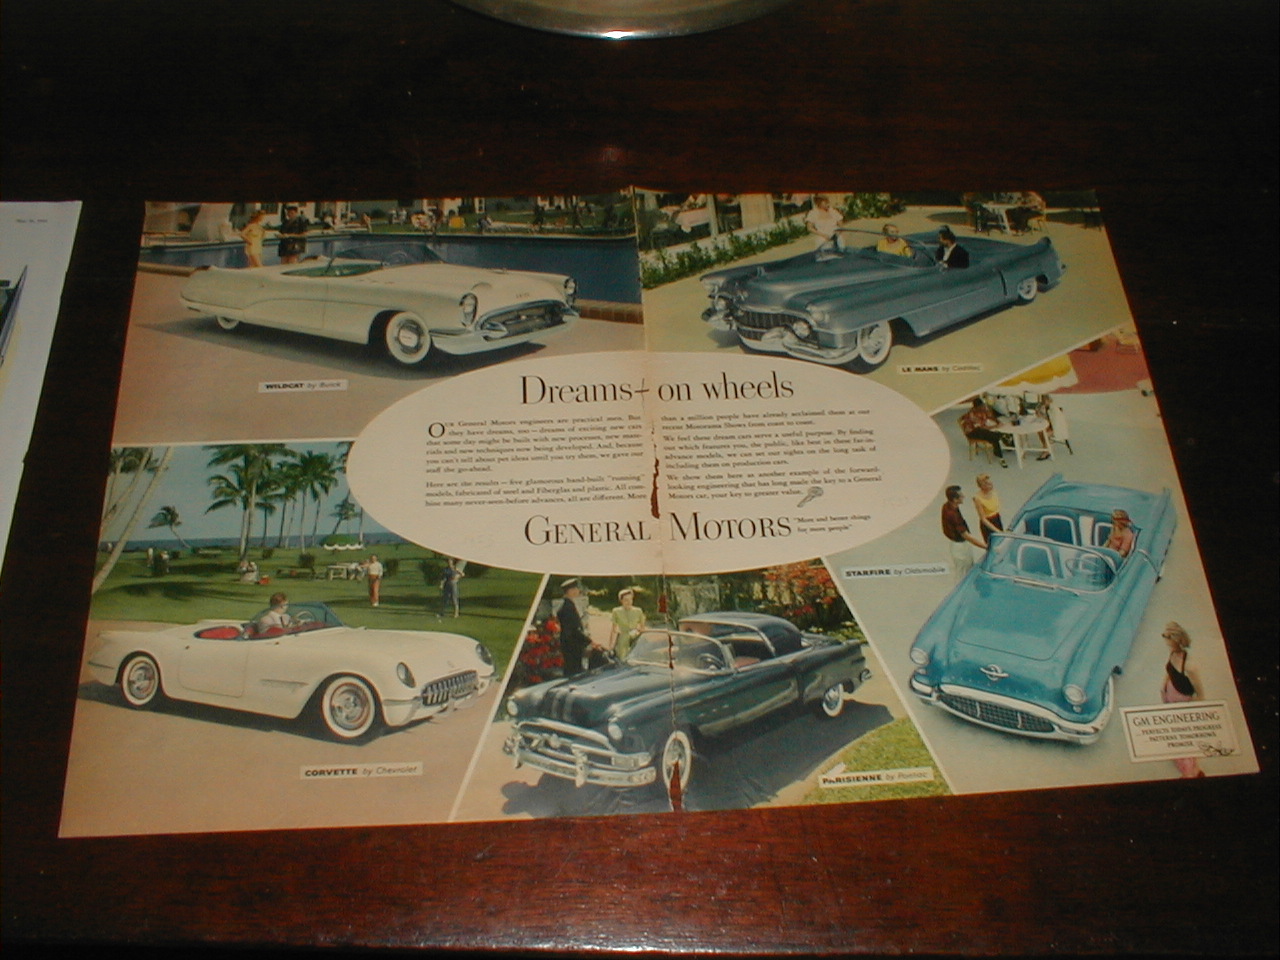 WILDCAT by Buick
LE MANS by Cadillac
Dreams—on wheels
OUR General Motors engineers are practical men. But
they have dreams, too—dreams of exciting new cars
that some day might be built with new processes, new mate-
rials and new techniques now being developed. And, because
you can't tell about pet ideas until you try them, we gave our
staff the go-ahead.
Here are the results—five glamorous hand-built "running"
models, fabricated of steel and Fiberglas and plastic. All com-
bine many never-seen-before advances, all are different. More
than a million people have already acclaimed them at our
recent Motorama Shows from coast to coast.
We feel these dream cars serve a useful purpose. By finding
out which features you, the public, like best in these far-in-
advance models, we can set our sights on the long task of
including them on production cars.
We show them here as another example of the forward-
looking engineering that has long made the key to a General
Motors car, your key to greater value.
GENERAL MOTORS
"More and better things
for more people"
STARFIRE by Oldsmobile
CORVETTE by Chevrolet
PARISIENNE by Pontiac
GM ENGINEERING
...PERFECTS TODAY'S PROGRESS
...PATTERNS TOMORROW'S
PROMISE